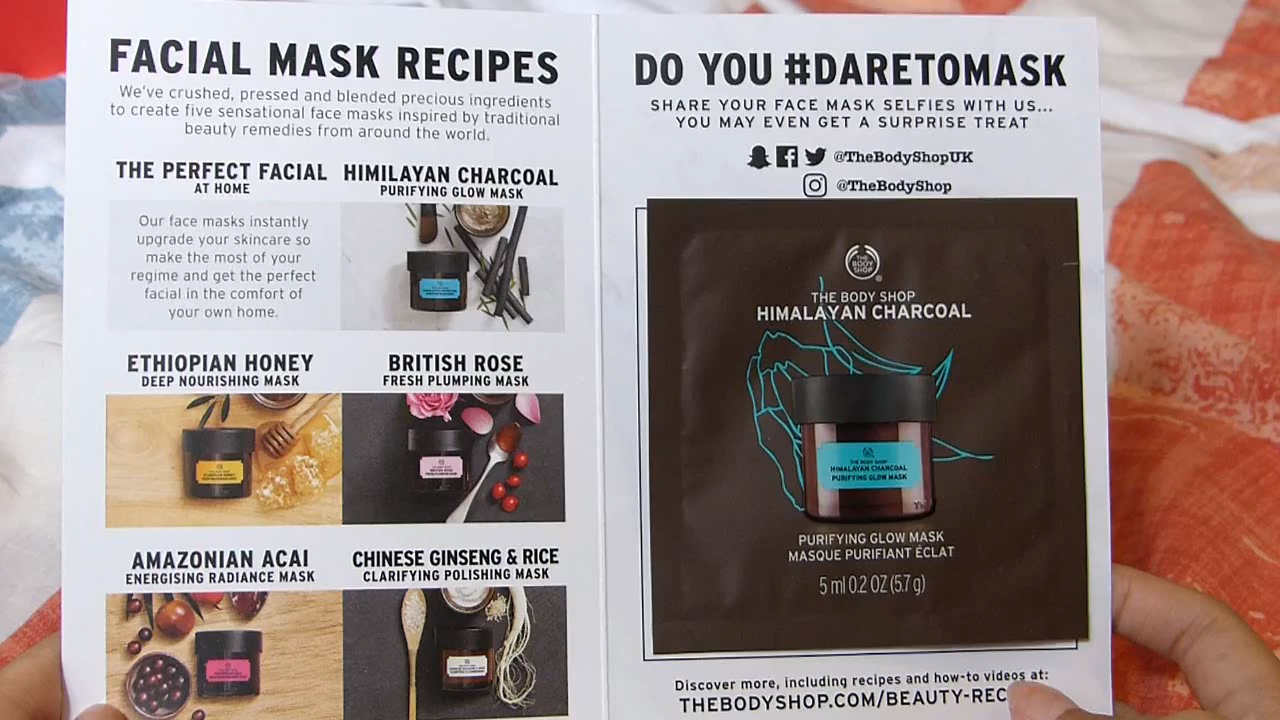 FACIAL MASK RECIPES
We've crushed, pressed and blended precious ingredients
to create five sensational face masks inspired by traditional
beauty remedies from around the world.
THE PERFECT FACIAL
AT HOME
Our face masks instantly
upgrade your skincare so
make the most of your
regime and get the perfect
facial in the comfort of
your own home.
HIMILAYAN CHARCOAL
PURIFYING GLOW MASK
ETHIOPIAN HONEY
DEEP NOURISHING MASK
BRITISH ROSE
FRESH PLUMPING MASK
AMAZONIAN ACAI
ENERGISING RADIANCE MASK
CHINESE GINSENG & RICE
CLARIFYING POLISHING MASK
DO YOU #DARETOMASK
SHARE YOUR FACE MASK SELFIES WITH US...
YOU MAY EVEN GET A SURPRISE TREAT
@TheBodyShopUK
@TheBodyShop
THE
BODY
SHOP
®
THE BODY SHOP
HIMALAYAN CHARCOAL
THE BODY SHOP
HIMALAYAN CHARCOAL
PURIFYING GLOW MASK
PURIFYING GLOW MASK
MASQUE PURIFIANT ÉCLAT
5 ml 0.2 OZ (5.7 g)
Discover more, including recipes and how-to videos at:
THEBODYSHOP.COM/BEAUTY-REC